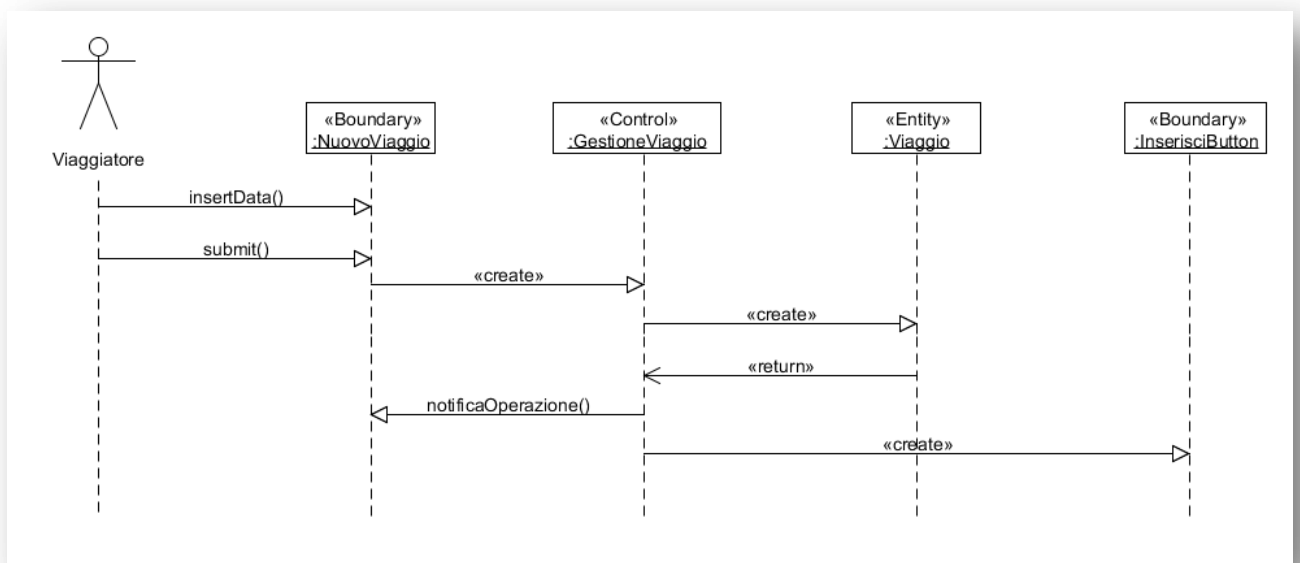 «Boundary»
:NuovoViaggio
«Control»
:GestioneViaggio
«Entity»
:Viaggio
«Boundary»
:InserisciButton
Viaggiatore
insertData()
submit()
«create»
«create»
«return»
notificaOperazione()
«create»